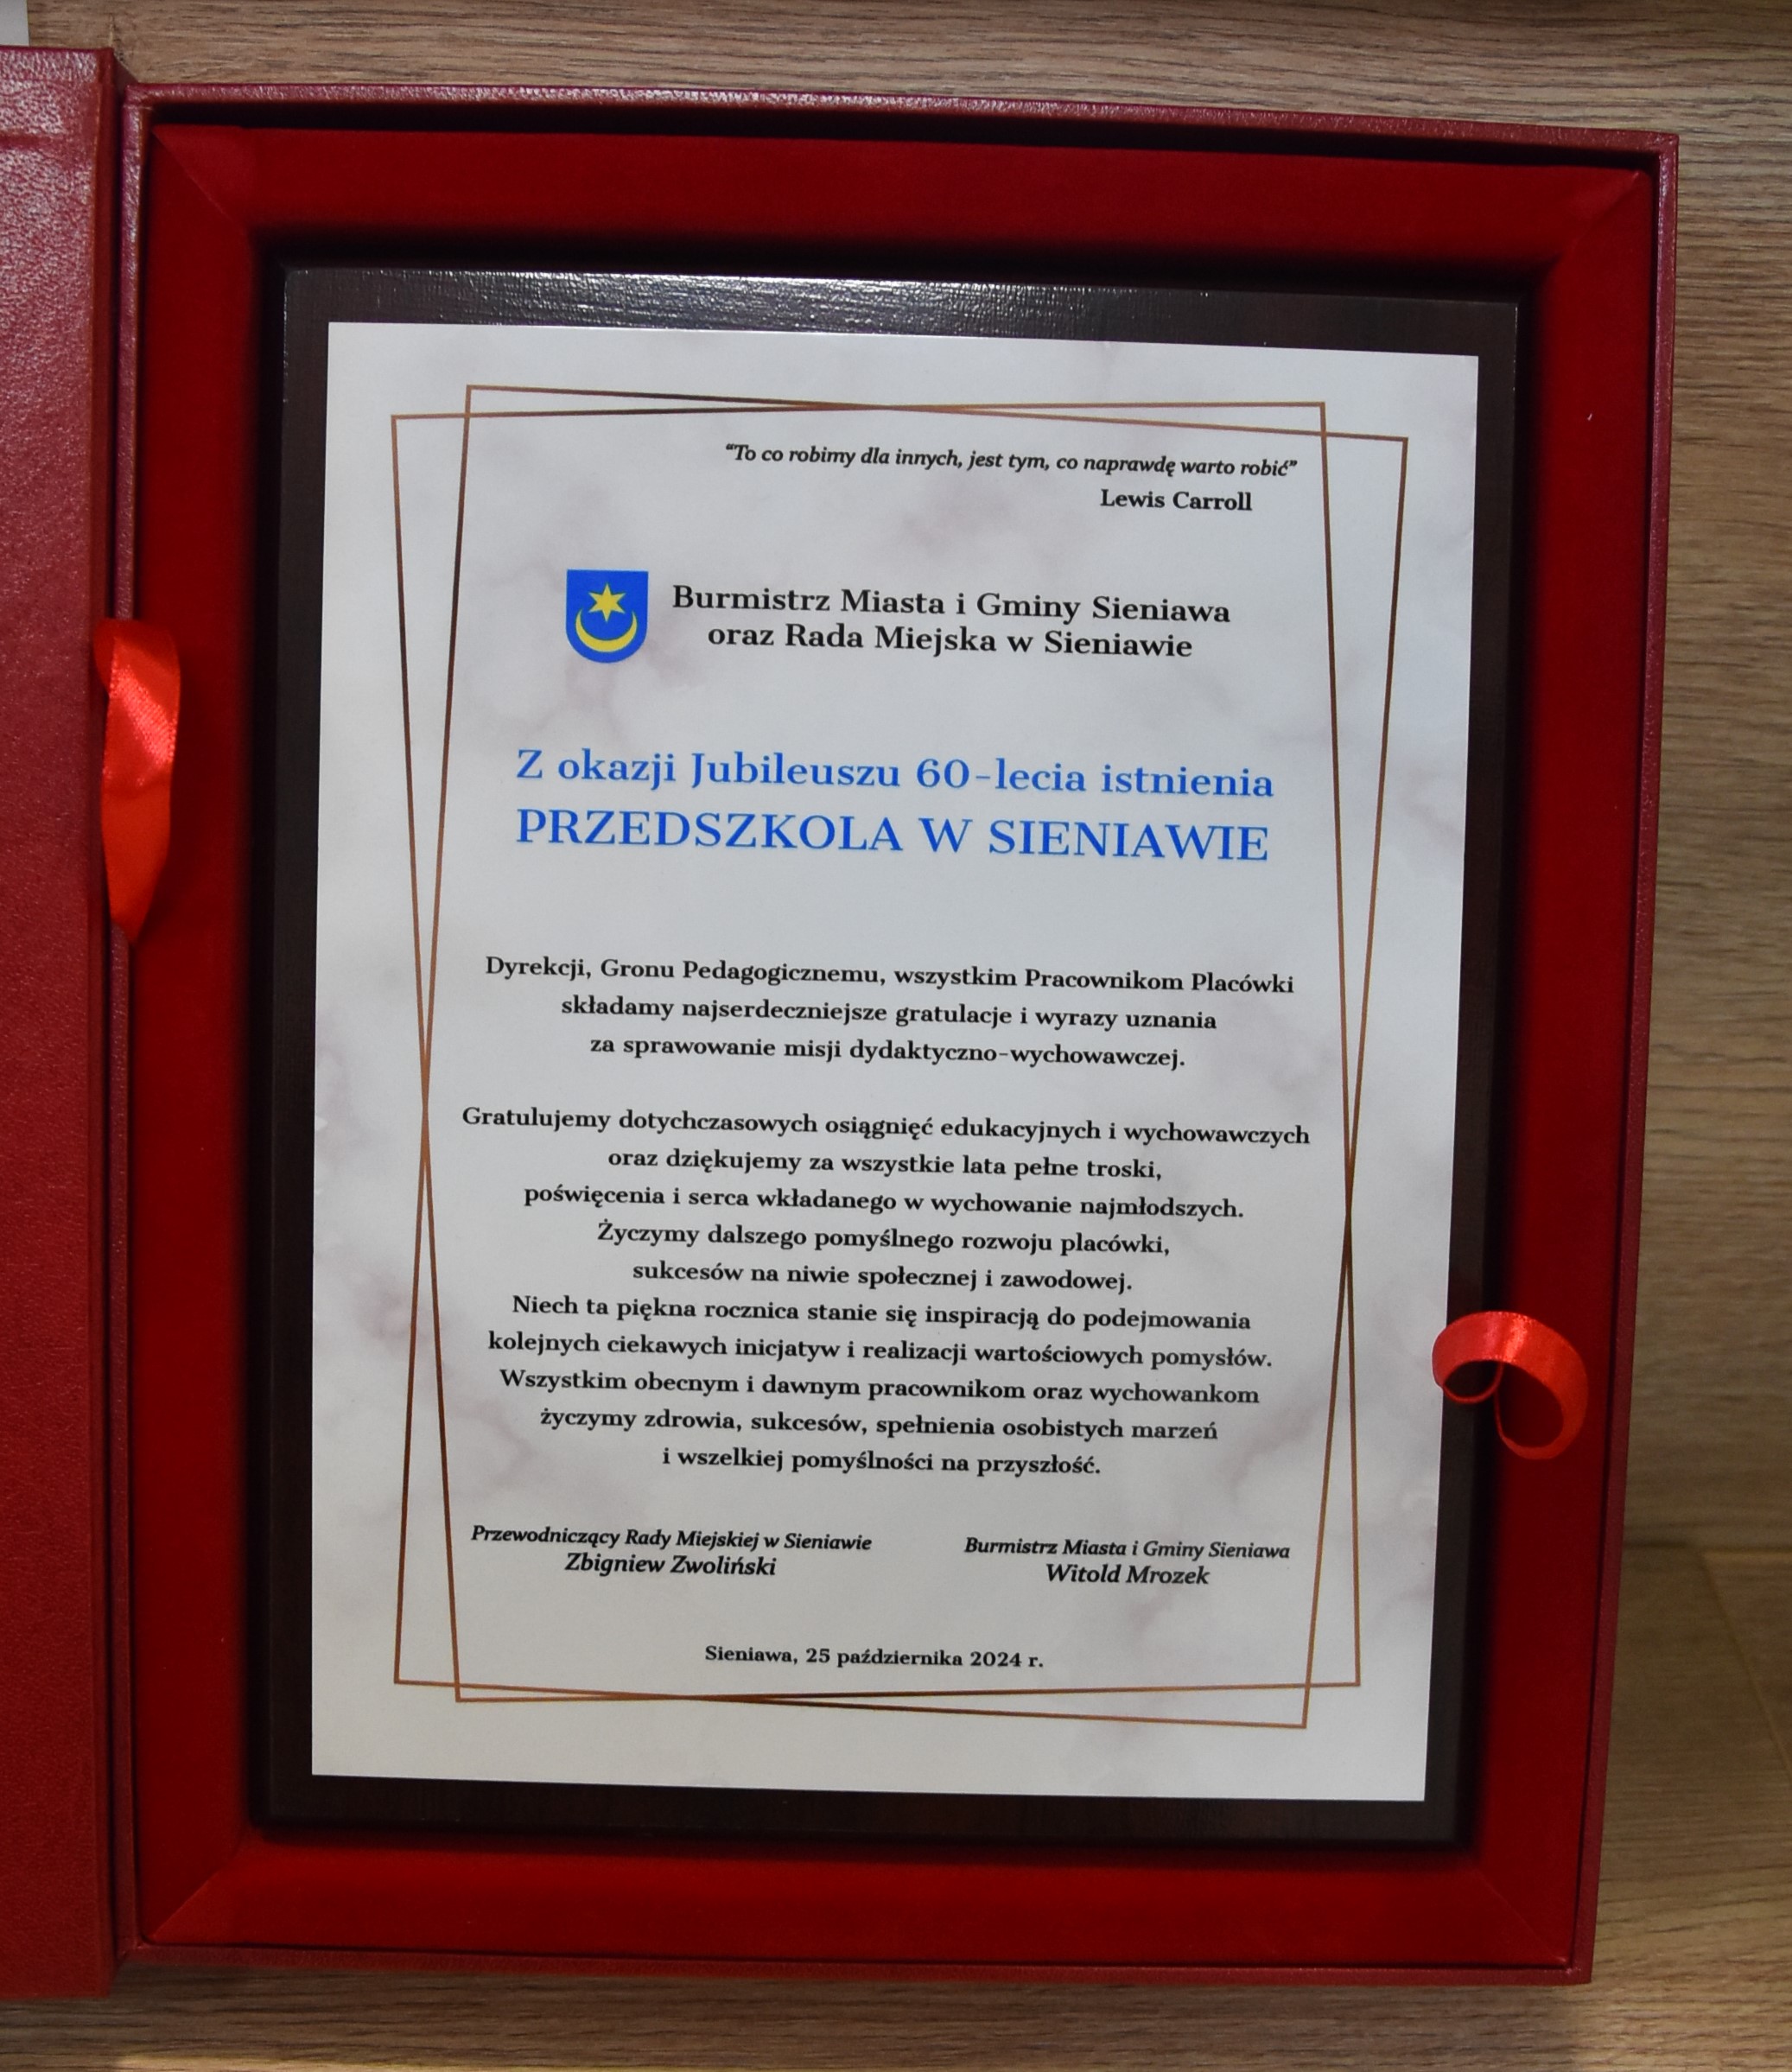 “To co robimy dla innych, jest tym, co naprawdę warto robić”
Lewis Carroll
Burmistrz Miasta i Gminy Sieniawa
oraz Rada Miejska w Sieniawie
Z okazji Jubileuszu 60-lecia istnienia
PRZEDSZKOLA W SIENIAWIE
Dyrekcji, Gronu Pedagogicznemu, wszystkim Pracownikom Placówki
składamy najserdeczniejsze gratulacje i wyrazy uznania
za sprawowanie misji dydaktyczno-wychowawczej.
Gratulujemy dotychczasowych osiągnięć edukacyjnych i wychowawczych
oraz dziękujemy za wszystkie lata pełne troski,
poświęcenia i serca wkładanego w wychowanie najmłodszych.
Życzymy dalszego pomyślnego rozwoju placówki,
sukcesów na niwie społecznej i zawodowej.
Niech ta piękna rocznica stanie się inspiracją do podejmowania
kolejnych ciekawych inicjatyw i realizacji wartościowych pomysłów.
Wszystkim obecnym i dawnym pracownikom oraz wychowankom
życzymy zdrowia, sukcesów, spełnienia osobistych marzeń
i wszelkiej pomyślności na przyszłość.
Przewodniczący Rady Miejskiej w Sieniawie
Zbigniew Zwoliński
Burmistrz Miasta i Gminy Sieniawa
Witold Mrozek
Sieniawa, 25 października 2024 r.